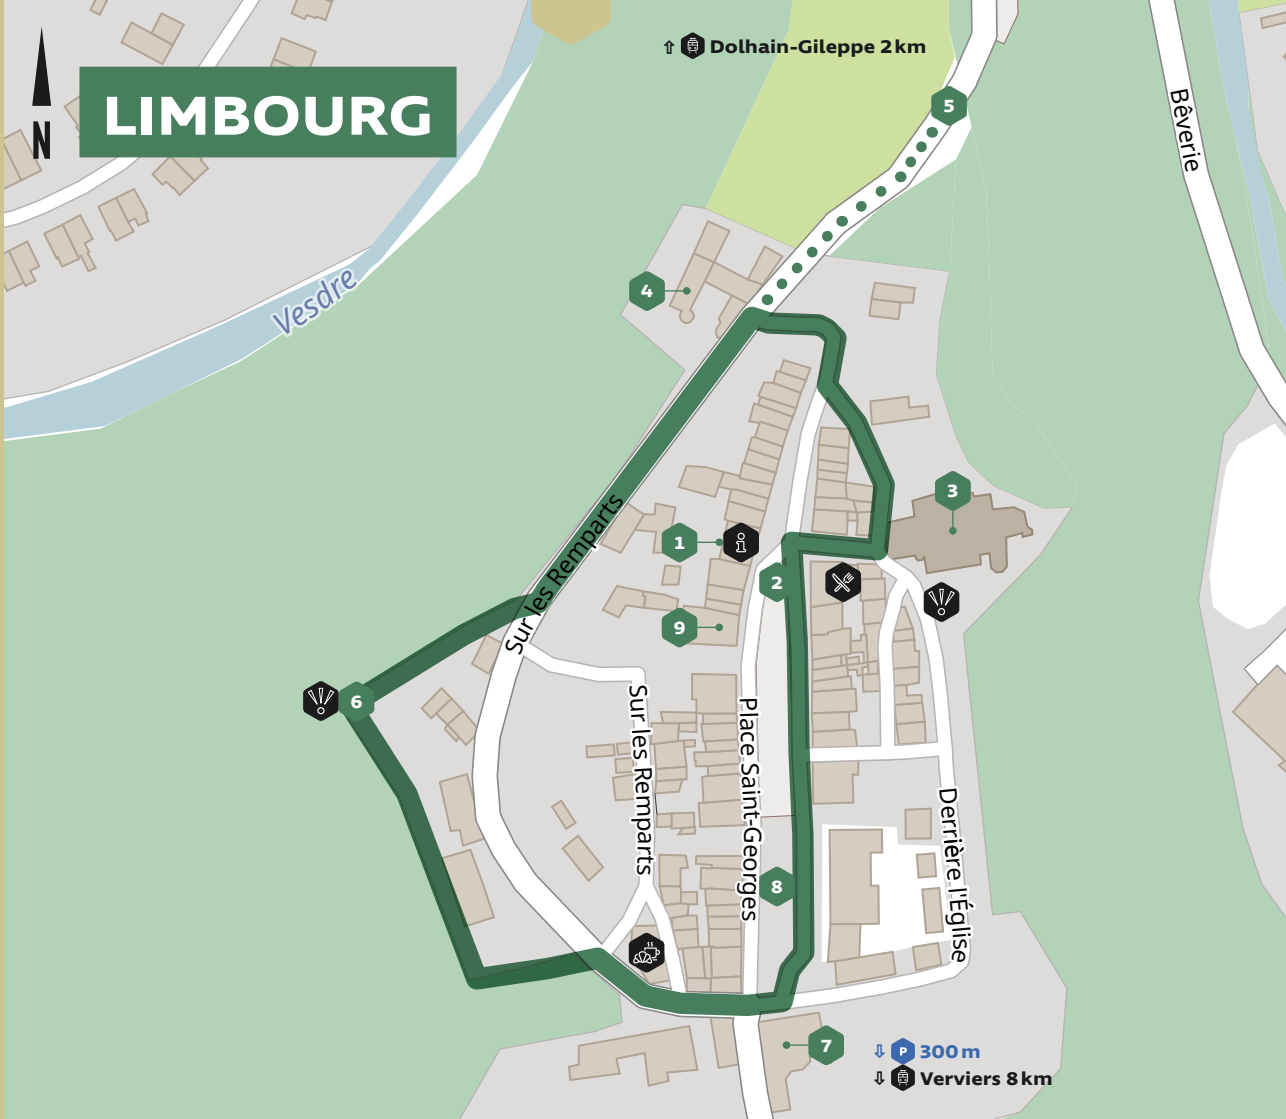 ⇧ Dolhain-Gileppe 2 km
N
LIMBOURG
5
Bêverie
4
Vesdre
3
1
i
2
Sur les Remparts
9
6
Sur les Remparts
Place Saint-Georges
Derrière l'Église
8
7
⇩ P 300 m
⇩ Verviers 8 km